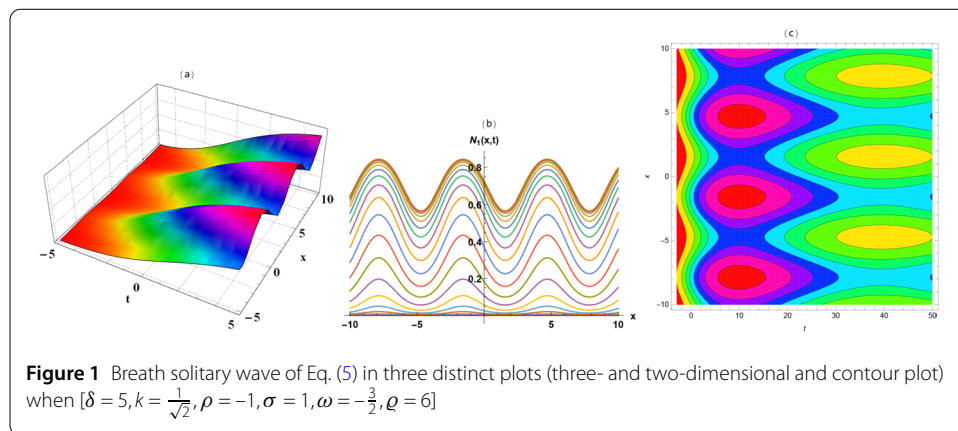 (a)
-5
0
t
5
-5
0
5
x
10
(b)
N₁(x,t)
0.8
0.6
0.4
0.2
-10
-5
5
10
x
(c)
10
5
0
-5
-10
x
0
10
20
30
40
50
t
Figure 1 Breath solitary wave of Eq. (5) in three distinct plots (three- and two-dimensional and contour plot)
when [δ = 5, k = 1/√2, ρ = –1, σ = 1, ω = –3/2, ϱ = 6]